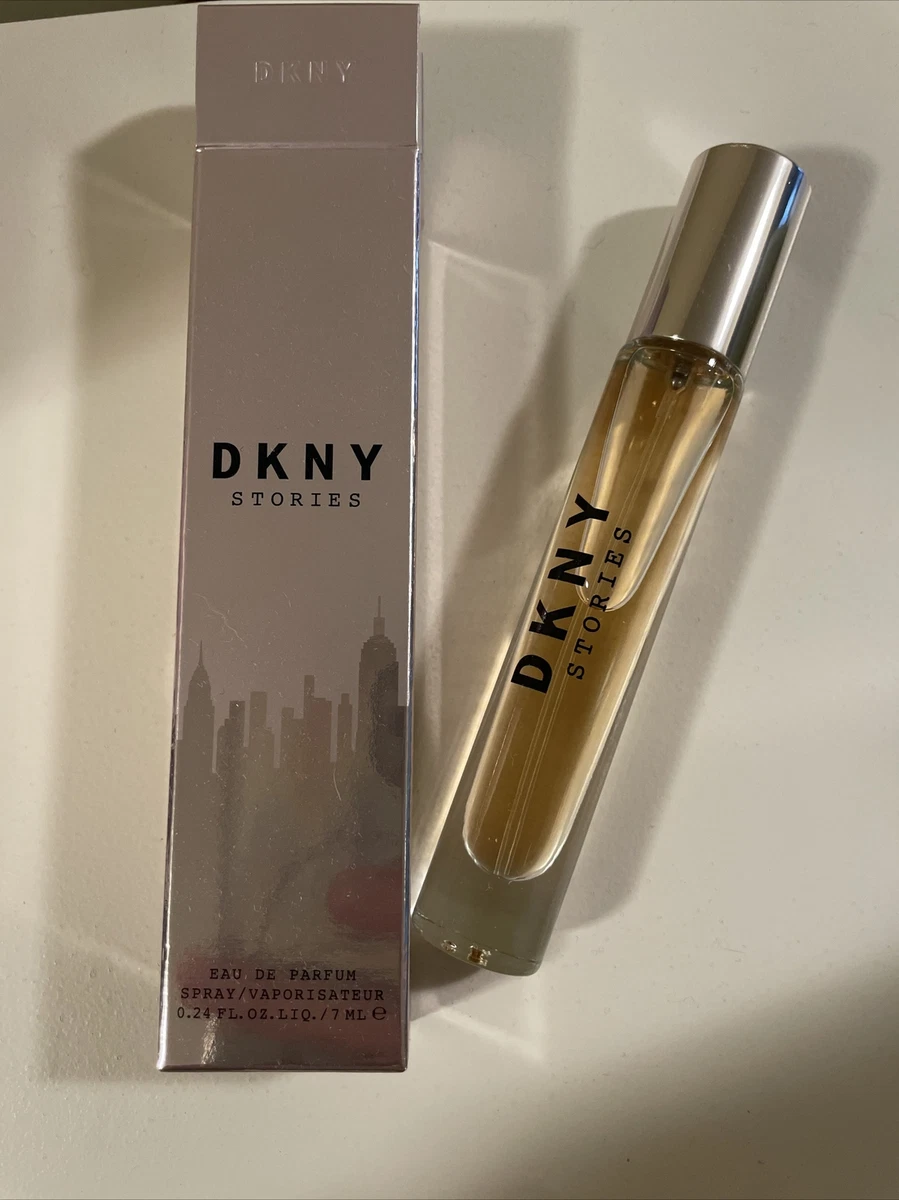 DKNY
DKNY
STORIES
EAU DE PARFUM
SPRAY/VAPORISATEUR
0.24 FL.OZ.LIQ./7 ML ℮
DKNY
STORIES